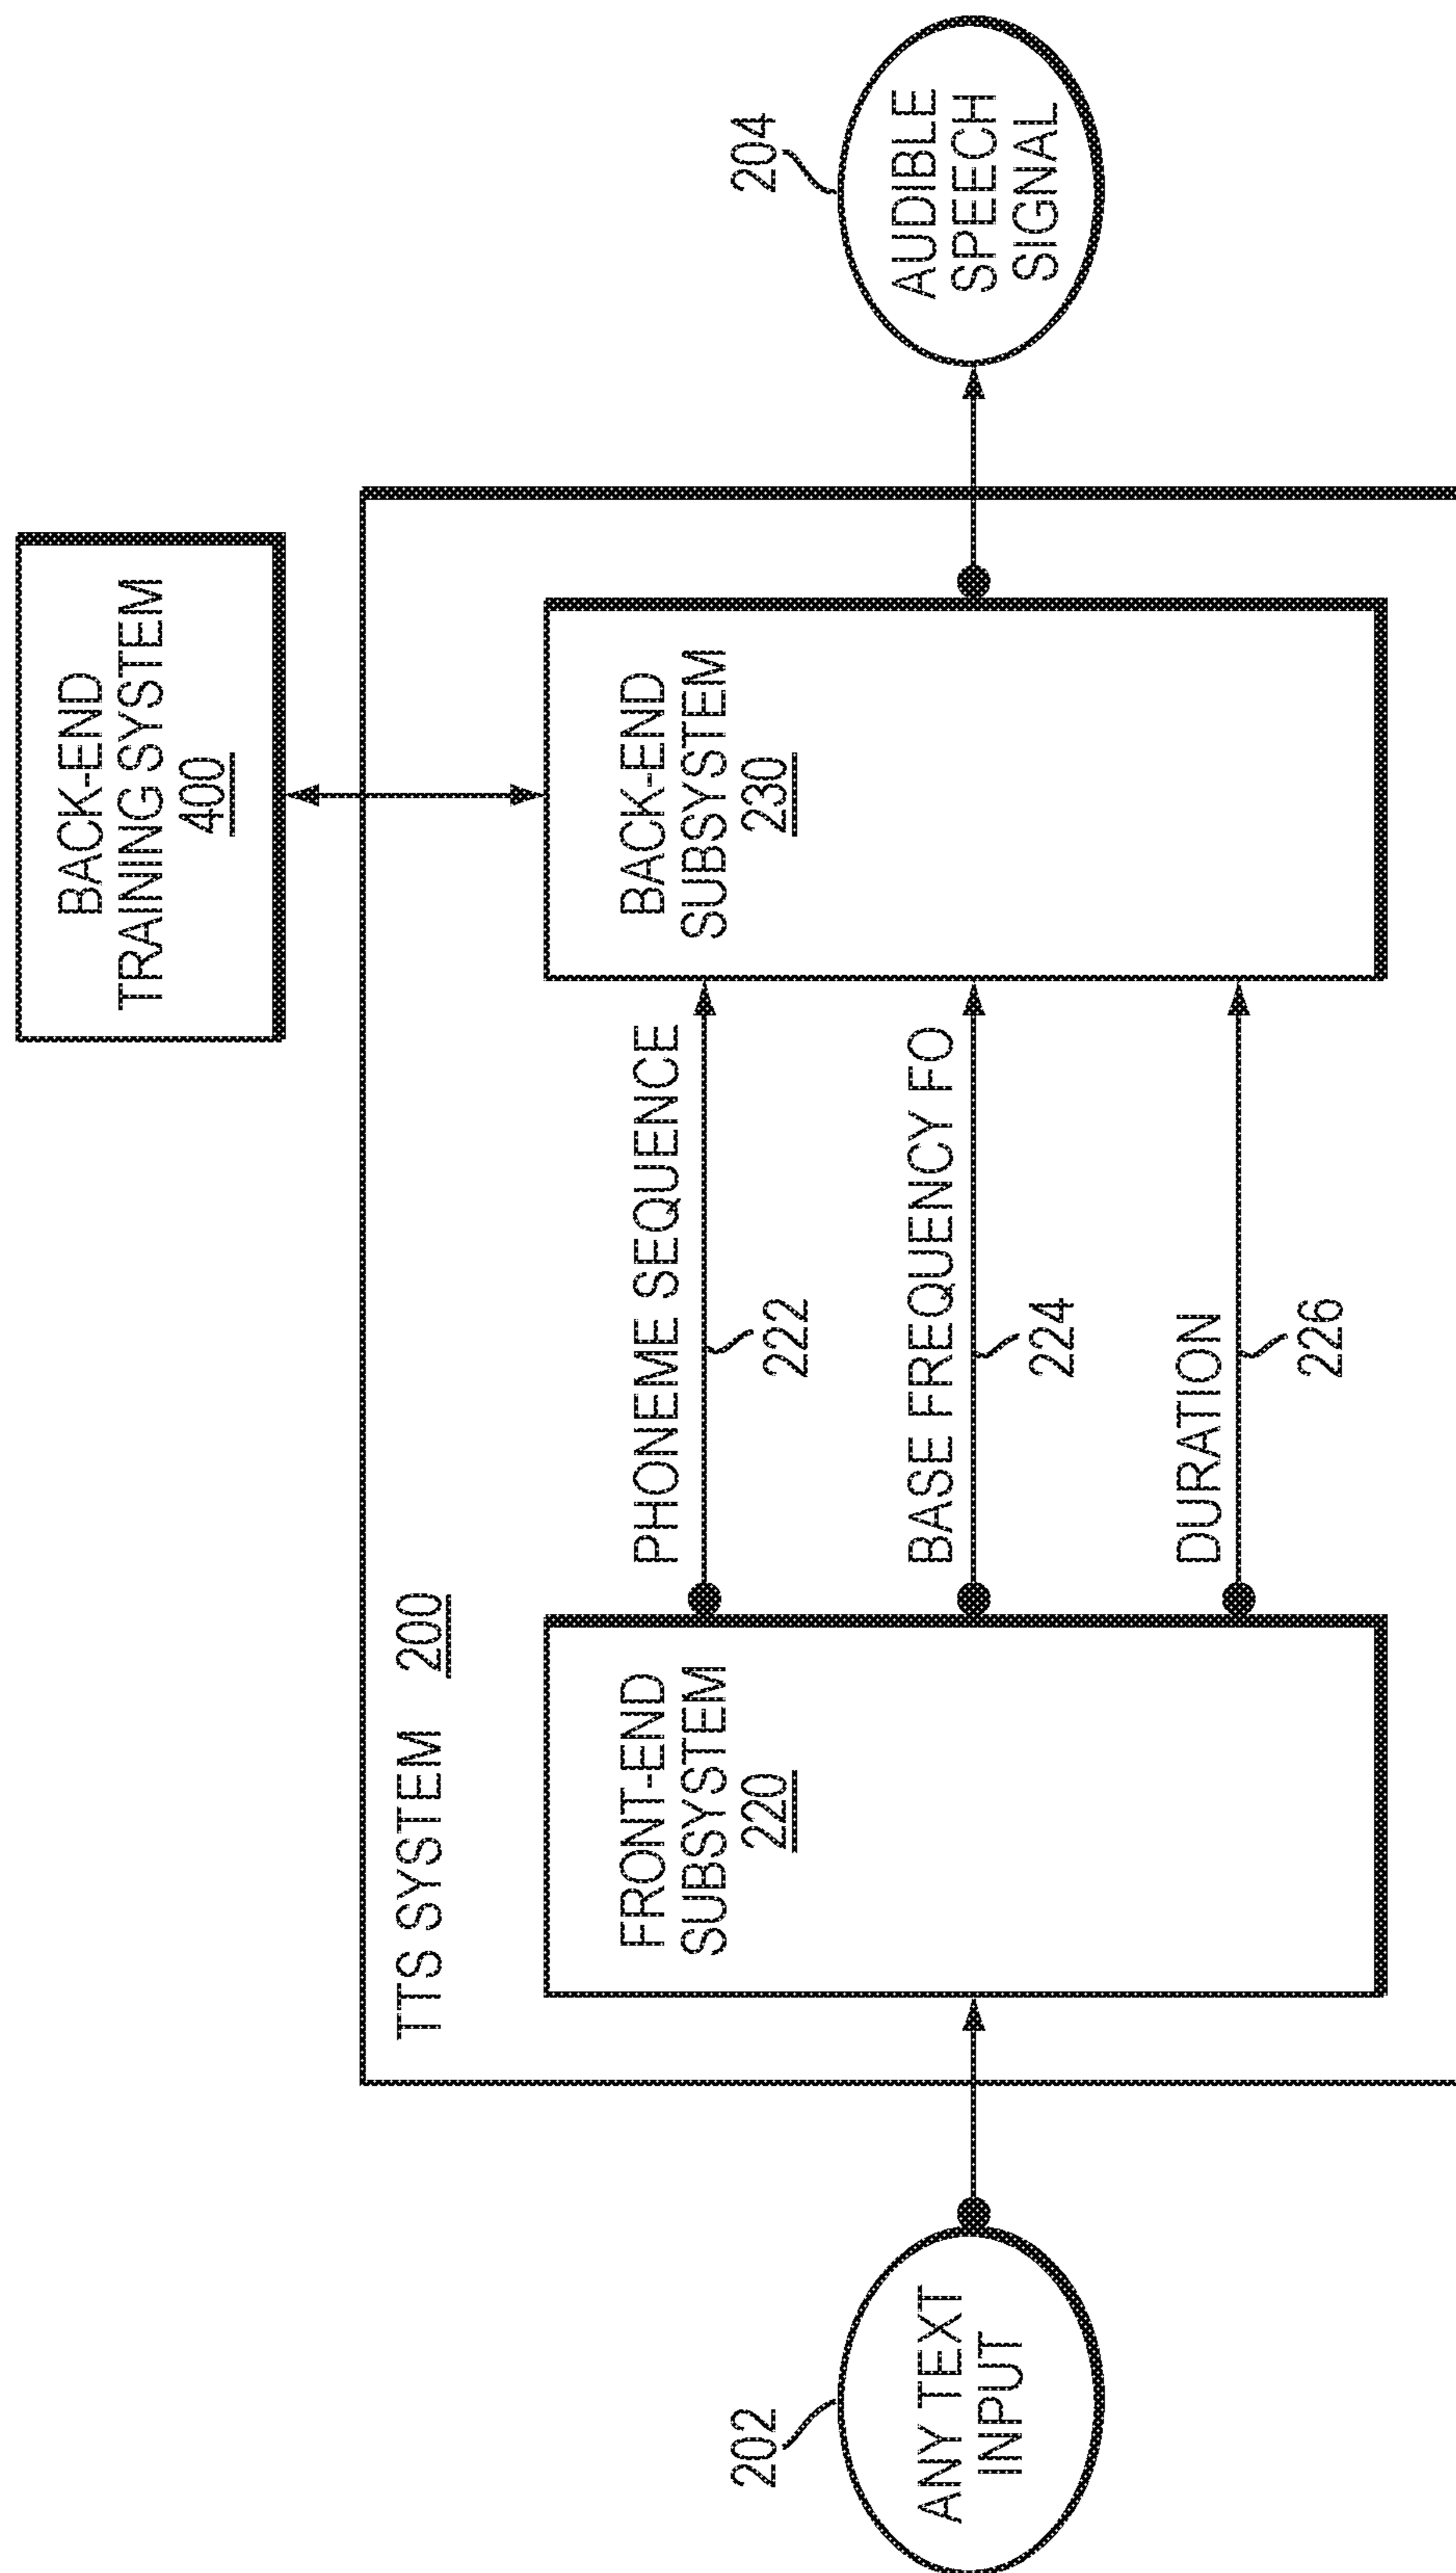 BACK-END
TRAINING SYSTEM
400
TTS SYSTEM 200
202
ANY TEXT
INPUT
FRONT-END
SUBSYSTEM
220
PHONEME SEQUENCE
222
BASE FREQUENCY FO
224
DURATION
226
BACK-END
SUBSYSTEM
230
204
AUDIBLE
SPEECH
SIGNAL